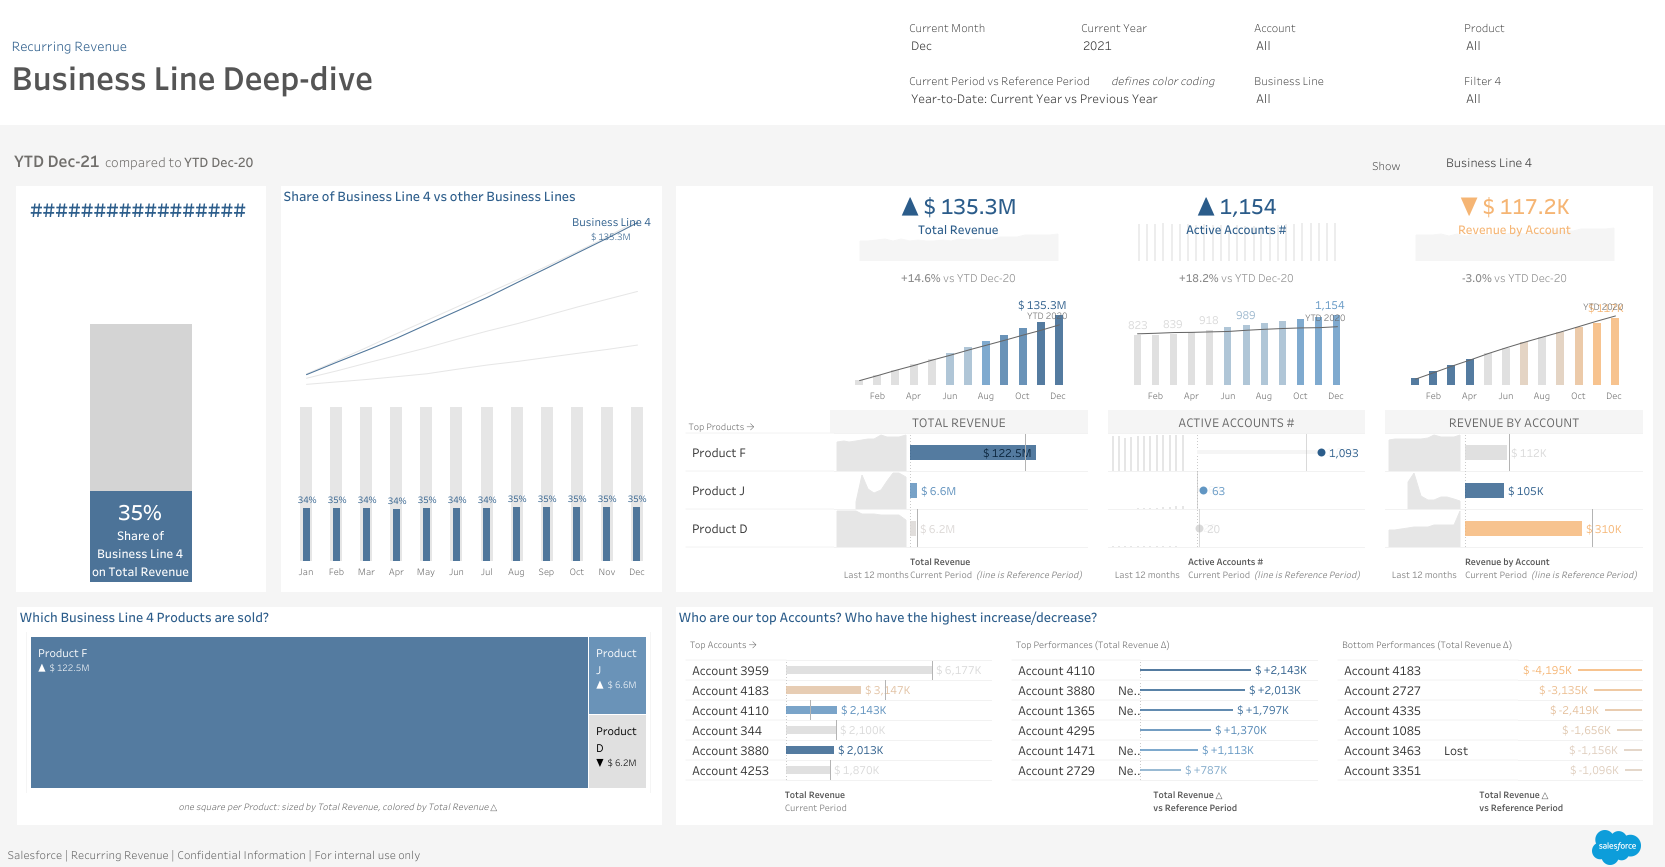 Recurring Revenue
Business Line Deep-dive
Current Month
Dec
Current Year
2021
Account
All
Product
All
Current Period vs Reference Period defines color coding
Year-to-Date: Current Year vs Previous Year
Business Line
All
Filter 4
All
YTD Dec-21 compared to YTD Dec-20
Show
Business Line 4
#################
35%
Share of
Business Line 4
on Total Revenue
Share of Business Line 4 vs other Business Lines
Business Line 4
$ 135.3M
34% 35% 34% 34% 35% 34% 34% 35% 35% 35% 35% 35%
Jan Feb Mar Apr May Jun Jul Aug Sep Oct Nov Dec
▲ $ 135.3M
Total Revenue
+14.6% vs YTD Dec-20
$ 135.3M
YTD 2020
Feb Apr Jun Aug Oct Dec
▲ 1,154
Active Accounts #
+18.2% vs YTD Dec-20
823 839 918 989 1,154
YTD 2020
Feb Apr Jun Aug Oct Dec
▼ $ 117.2K
Revenue by Account
-3.0% vs YTD Dec-20
YTD 2020
Feb Apr Jun Aug Oct Dec
Top Products →
TOTAL REVENUE
ACTIVE ACCOUNTS #
REVENUE BY ACCOUNT
Product F $ 122.5M 1,093 $ 112K
Product J $ 6.6M 63 $ 105K
Product D $ 6.2M 20 $ 310K
Total Revenue
Last 12 months Current Period (line is Reference Period)
Active Accounts #
Last 12 months Current Period (line is Reference Period)
Revenue by Account
Last 12 months Current Period (line is Reference Period)
Which Business Line 4 Products are sold?
Product F
▲ $ 122.5M
Product
J
▲ $ 6.6M
Product
D
▼ $ 6.2M
one square per Product: sized by Total Revenue, colored by Total Revenue △
Who are our top Accounts? Who have the highest increase/decrease?
Top Accounts →
Account 3959 $ 6,177K
Account 4183 $ 3,147K
Account 4110 $ 2,143K
Account 344 $ 2,100K
Account 3880 $ 2,013K
Account 4253 $ 1,870K
Total Revenue
Current Period
Top Performances (Total Revenue Δ)
Account 4110 $ +2,143K
Account 3880 Ne.. $ +2,013K
Account 1365 Ne.. $ +1,797K
Account 4295 $ +1,370K
Account 1471 Ne.. $ +1,113K
Account 2729 Ne.. $ +787K
Total Revenue △
vs Reference Period
Bottom Performances (Total Revenue Δ)
Account 4183 $ -4,195K
Account 2727 $ -3,135K
Account 4335 $ -2,419K
Account 1085 $ -1,656K
Account 3463 Lost $ -1,156K
Account 3351 $ -1,096K
Total Revenue △
vs Reference Period
Salesforce | Recurring Revenue | Confidential Information | For internal use only
salesforce